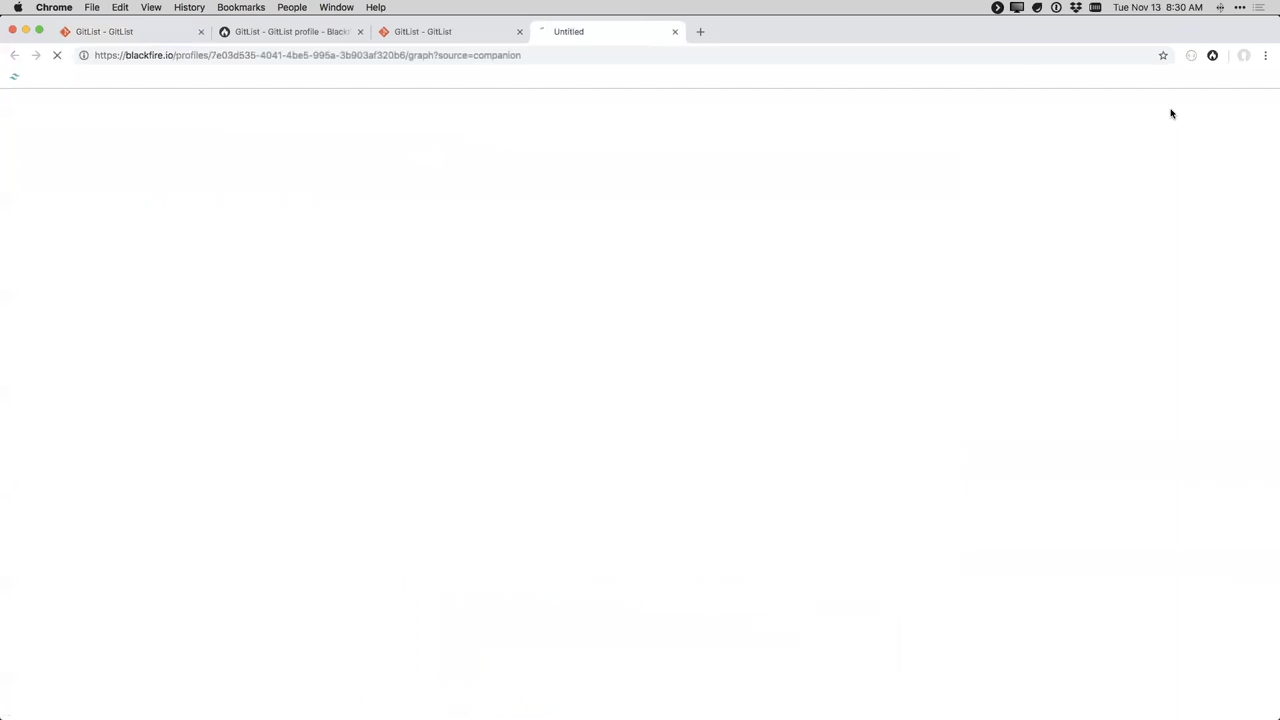 Chrome File Edit View History Bookmarks People Window Help Tue Nov 13 8:30 AM
GitList - GitList GitList - GitList profile - Blackf GitList - GitList Untitled
https://blackfire.io/profiles/7e03d535-4041-4be5-995a-3b903af320b6/graph?source=companion